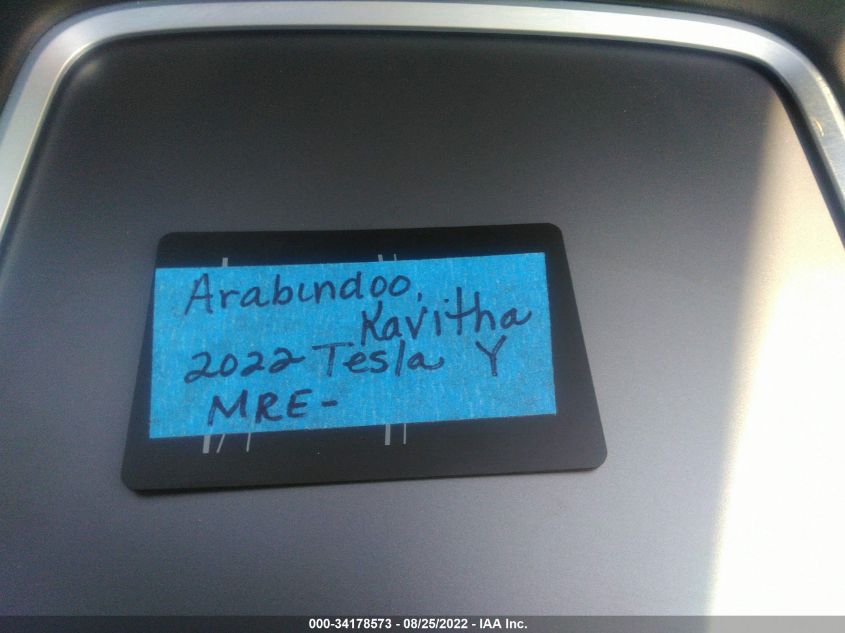 Arabindoo,
Kavitha
2022 Tesla Y
MRE-
000-34178573 - 08/25/2022 - IAA Inc.